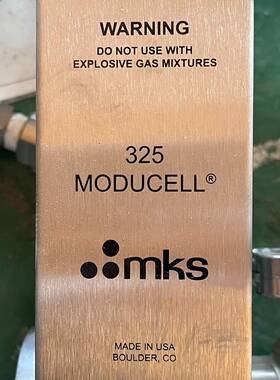 WARNING
DO NOT USE WITH
EXPLOSIVE GAS MIXTURES
325
MODUCELL®
mks
MADE IN USA
BOULDER, CO